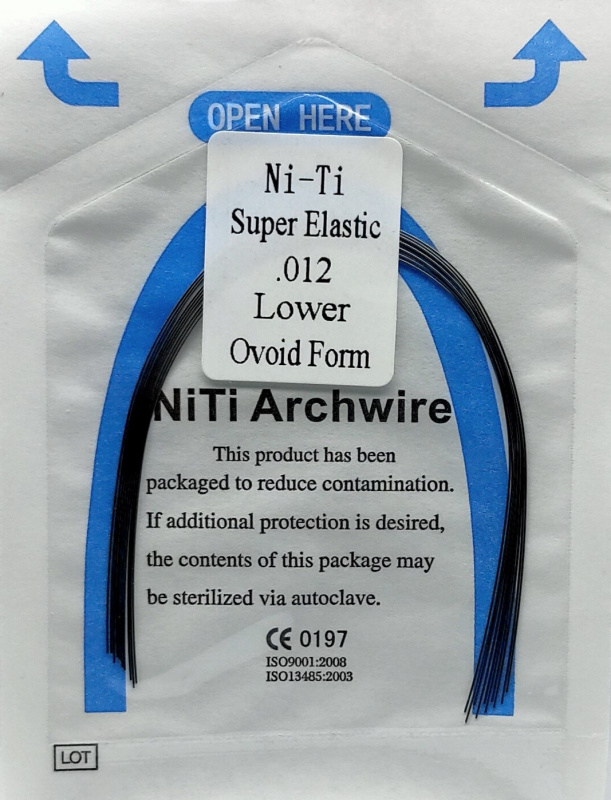 OPEN HERE
Ni-Ti
Super Elastic
.012
Lower
Ovoid Form
NiTi Archwire
This product has been
packaged to reduce contamination.
If additional protection is desired,
the contents of this package may
be sterilized via autoclave.
CE 0197
ISO9001:2008
ISO13485:2003
LOT